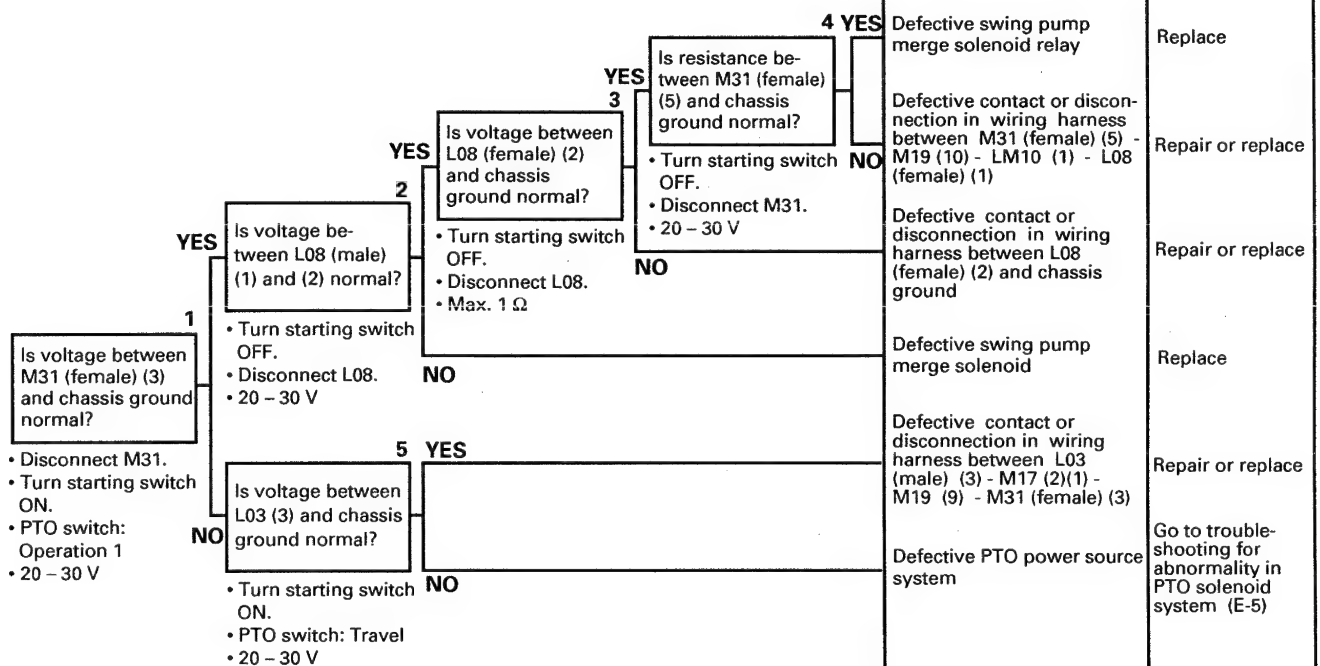 1
Is voltage between
M31 (female) (3)
and chassis ground
normal?
• Disconnect M31.
• Turn starting switch
ON.
• PTO switch:
Operation 1
• 20 – 30 V
YES
2
Is voltage be-
tween L08 (male)
(1) and (2) normal?
• Turn starting switch
OFF.
• Disconnect L08.
• 20 – 30 V
YES
3
Is voltage between
L08 (female) (2)
and chassis
ground normal?
• Turn starting switch
OFF.
• Disconnect L08.
• Max. 1 Ω
YES
4
Is resistance be-
tween M31 (female)
(5) and chassis
ground normal?
• Turn starting switch
OFF.
• Disconnect M31.
• 20 – 30 V
YES
Defective swing pump
merge solenoid relay
Replace
NO
Defective contact or discon-
nection in wiring harness
between M31 (female) (5) -
M19 (10) - LM10 (1) - L08
(female) (1)
Repair or replace
NO
Defective contact or
disconnection in wiring
harness between L08
(female) (2) and chassis
ground
Repair or replace
NO
Defective swing pump
merge solenoid
Replace
NO
5
Is voltage between
L03 (3) and chassis
ground normal?
• Turn starting switch
ON.
• PTO switch: Travel
• 20 – 30 V
YES
Defective contact or
disconnection in wiring
harness between L03
(male) (3) - M17 (2)(1) -
M19 (9) - M31 (female) (3)
Repair or replace
NO
Defective PTO power source
system
Go to trouble-
shooting for
abnormality in
PTO solenoid
system (E-5)